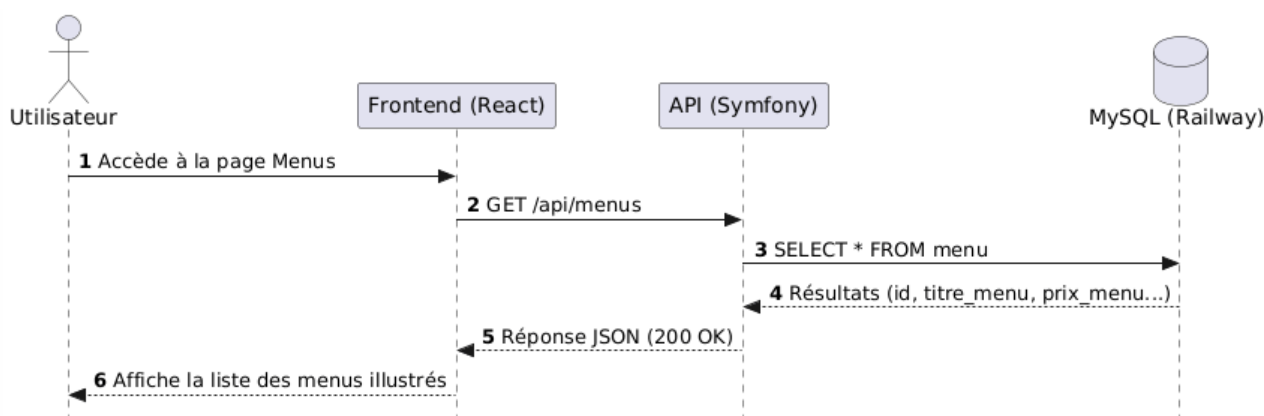 Utilisateur
Frontend (React)
API (Symfony)
MySQL (Railway)
1 Accède à la page Menus
2 GET /api/menus
3 SELECT * FROM menu
4 Résultats (id, titre_menu, prix_menu...)
5 Réponse JSON (200 OK)
6 Affiche la liste des menus illustrés